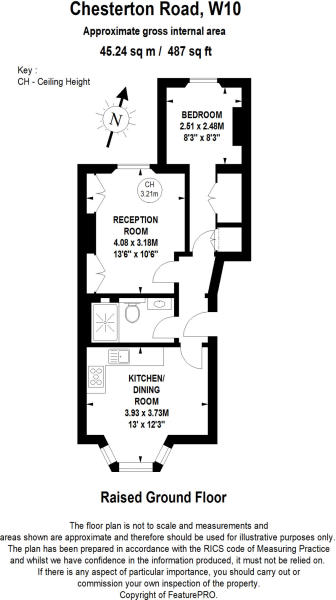 Chesterton Road, W10
Approximate gross internal area
45.24 sq m / 487 sq ft
Key :
CH - Ceiling Height
N
BEDROOM
2.51 x 2.48M
8'3" x 8'3"
CH
3.21m
RECEPTION
ROOM
4.08 x 3.18M
13'6" x 10'6"
KITCHEN/
DINING
ROOM
3.93 x 3.73M
13' x 12'3"
Raised Ground Floor
The floor plan is not to scale and measurements and
areas shown are approximate and therefore should be used for illustrative purposes only.
The plan has been prepared in accordance with the RICS code of Measuring Practice
and whilst we have confidence in the information produced, it must not be relied on.
If there is any aspect of particular importance, you should carry out or
commission your own inspection of the property.
Copyright of FeaturePRO.